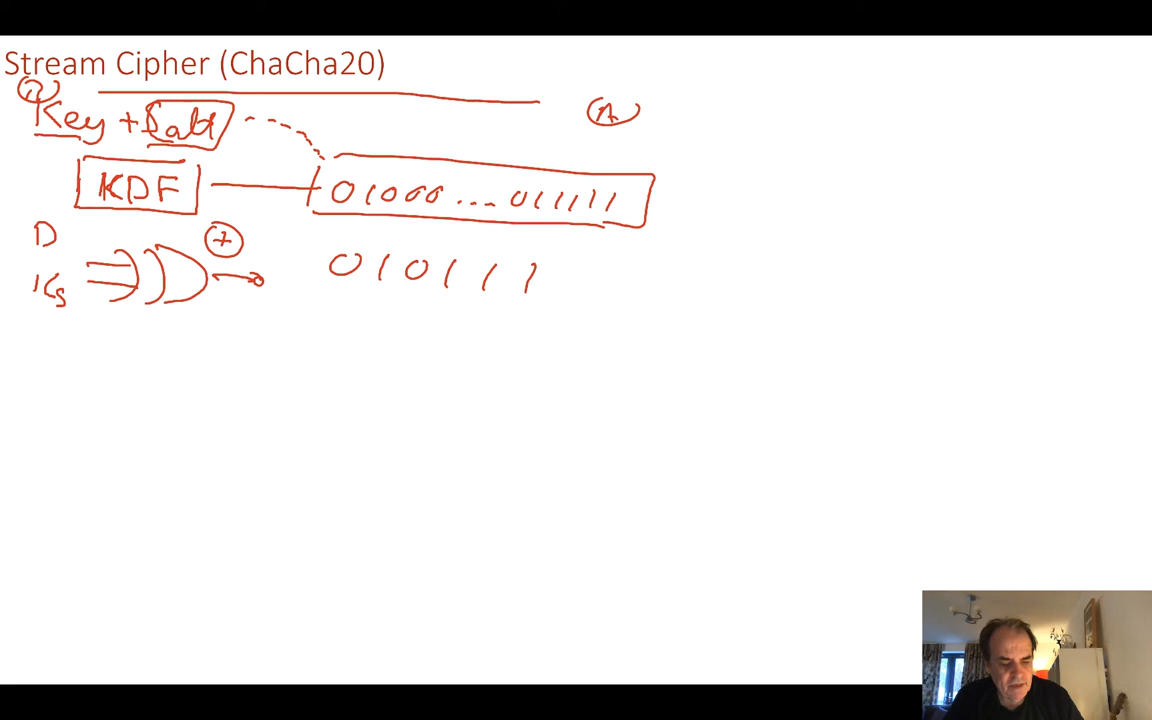 Stream Cipher (ChaCha20)
Key + Salt
A
KDF
01000 ... 011111
D
+
Ks
010111